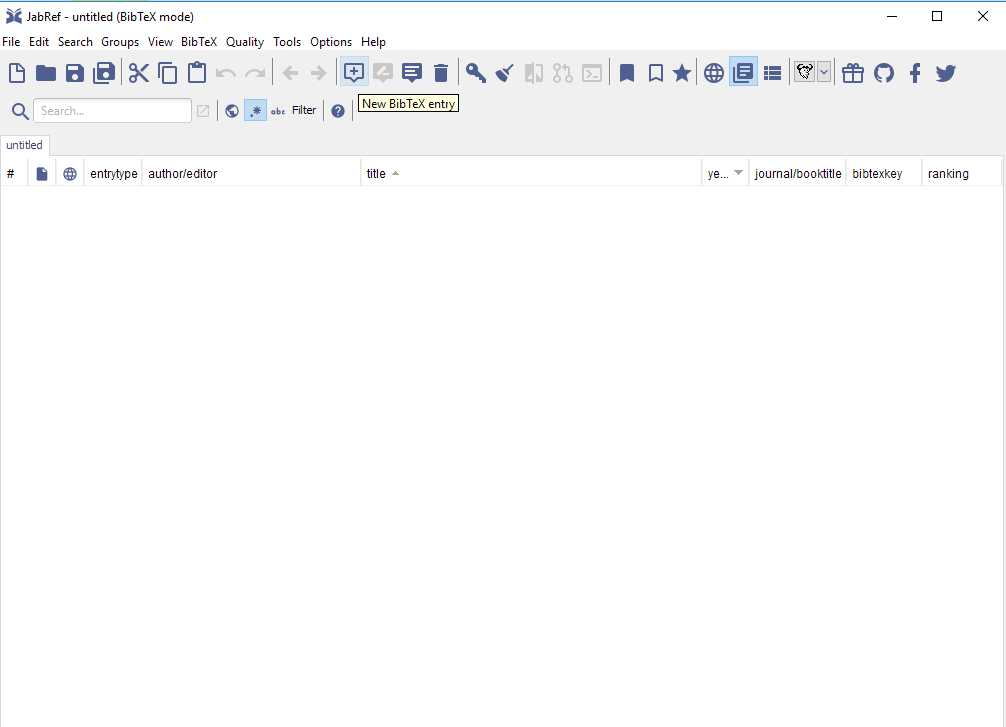 JabRef - untitled (BibTeX mode)
File Edit Search Groups View BibTeX Quality Tools Options Help
Search... abc Filter ?
New BibTeX entry
untitled
# entrytype author/editor title ye... journal/booktitle bibtexkey ranking